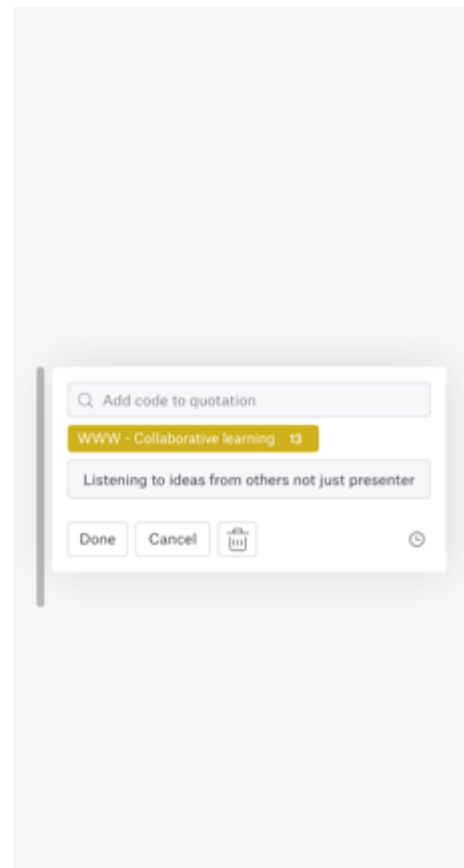 Add code to quotation
WWW - Collaborative learning 13
Listening to ideas from others not just presenter
Done Cancel